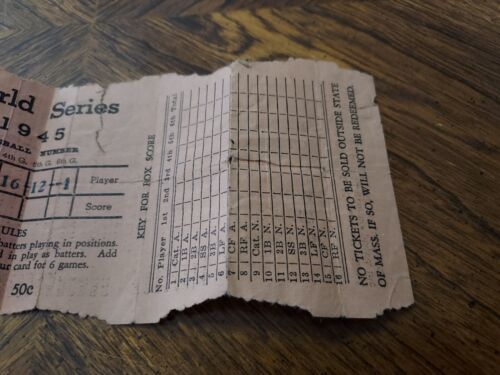 rld Series
1945
SBALL NUMBER
4th G. 5th G. 6th G.
16 -12 -1 Player
Score
RULES
batters playing in positions.
d in play as batters. Add
ur card for 6 games.
50c
KEY FOR BOX SCORE
No. Player 1st 2nd 3rd 4th 5th 6th Total
1 Cat. A.
2 1B A.
3 2B A.
4 SS A.
5 3B A.
6 LF A.
7 CF A.
8 RF A.
9 Cat. N.
10 1B N.
11 2B N.
12 SS N.
13 3B N.
14 LF N.
15 CF N.
16 RF N.
NO TICKETS TO BE SOLD OUTSIDE STATE
OF MASS. IF SO, WILL NOT BE REDEEMED.